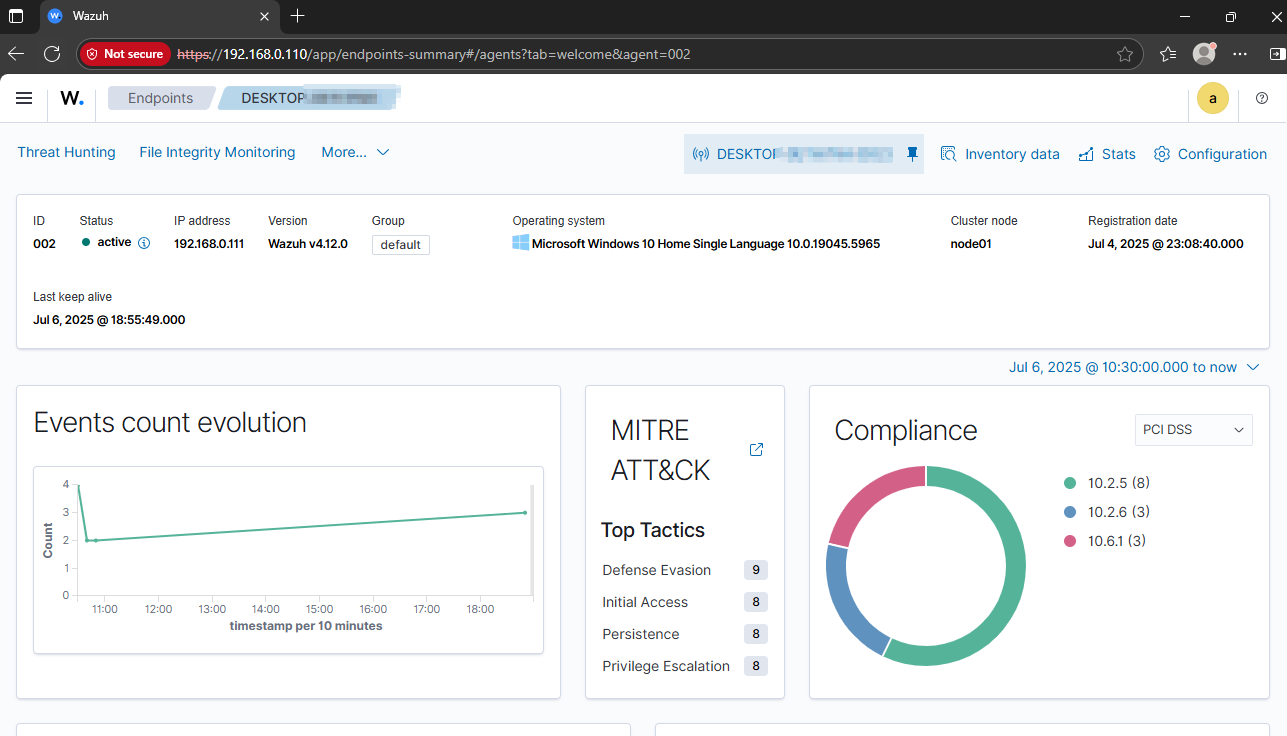 Wazuh
Not secure https://192.168.0.110/app/endpoints-summary#/agents?tab=welcome&agent=002
W. Endpoints DESKTOP a
Threat Hunting File Integrity Monitoring More... DESKTOP Inventory data Stats Configuration
ID Status IP address Version Group Operating system Cluster node Registration date
002 active 192.168.0.111 Wazuh v4.12.0 default Microsoft Windows 10 Home Single Language 10.0.19045.5965 node01 Jul 4, 2025 @ 23:08:40.000
Last keep alive
Jul 6, 2025 @ 18:55:49.000
Jul 6, 2025 @ 10:30:00.000 to now
Events count evolution
4
3
2
1
0
Count
11:00 12:00 13:00 14:00 15:00 16:00 17:00 18:00
timestamp per 10 minutes
MITRE
ATT&CK
Top Tactics
Defense Evasion 9
Initial Access 8
Persistence 8
Privilege Escalation 8
Compliance
PCI DSS
10.2.5 (8)
10.2.6 (3)
10.6.1 (3)